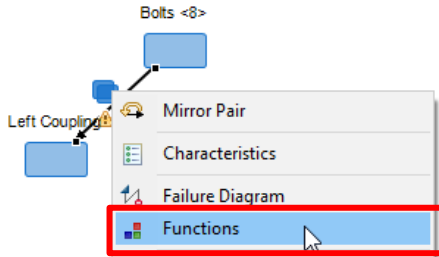 Bolts <8>
Mirror Pair
Left Coupling
Characteristics
Failure Diagram
Functions